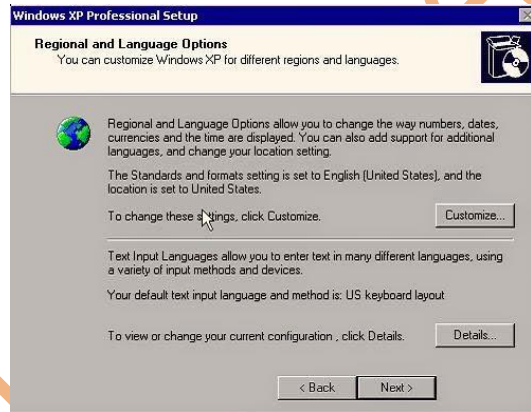 Windows XP Professional Setup
Regional and Language Options
You can customize Windows XP for different regions and languages.
Regional and Language Options allow you to change the way numbers, dates,
currencies and the time are displayed. You can also add support for additional
languages, and change your location setting.
The Standards and formats setting is set to English (United States), and the
location is set to United States.
To change these settings, click Customize.
Customize...
Text Input Languages allow you to enter text in many different languages, using
a variety of input methods and devices.
Your default text input language and method is: US keyboard layout
To view or change your current configuration , click Details.
Details...
< Back
Next >